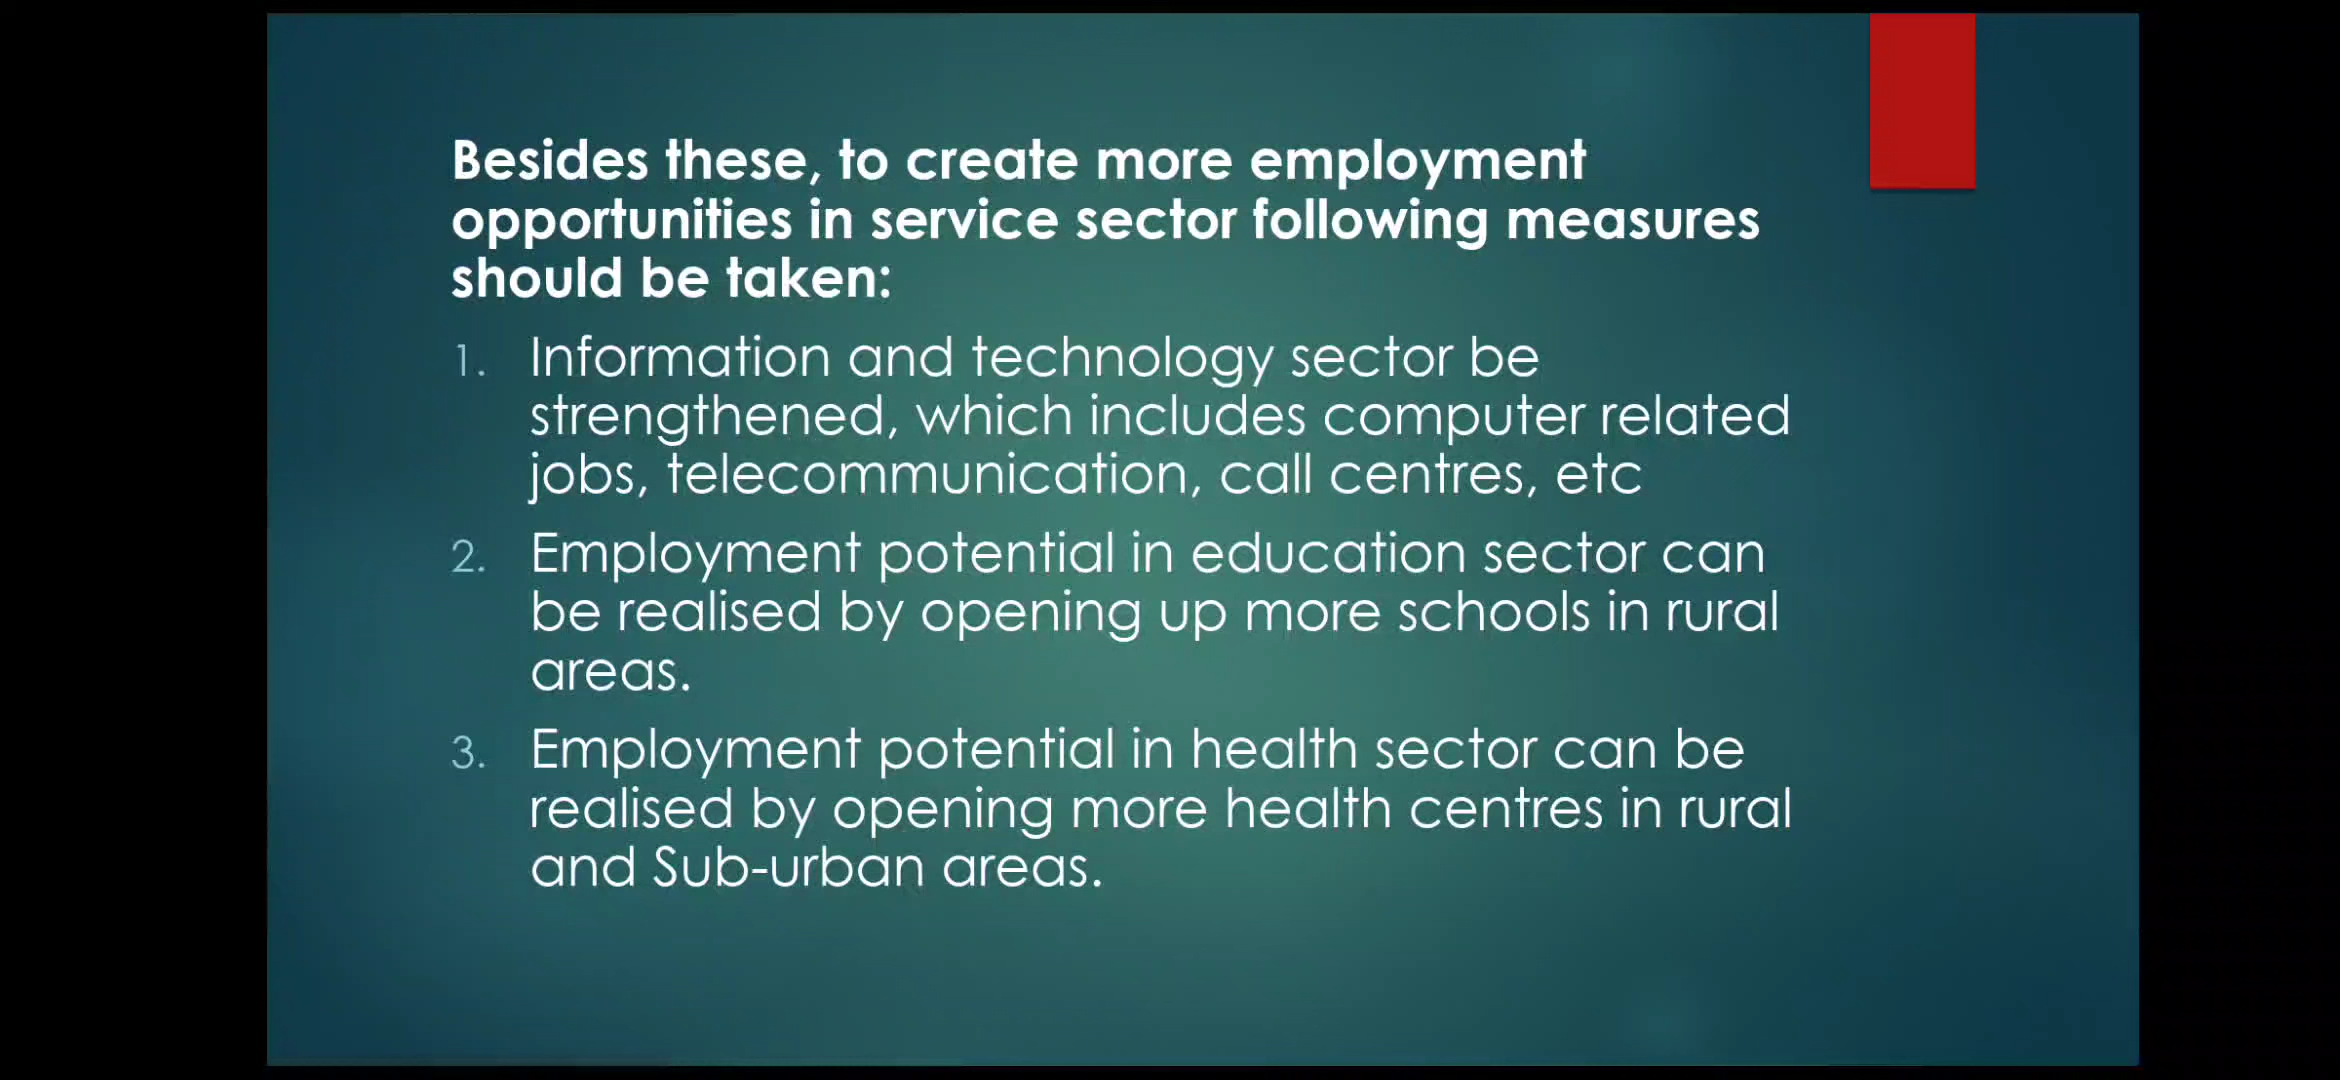 Besides these, to create more employment
opportunities in service sector following measures
should be taken:
1. Information and technology sector be
strengthened, which includes computer related
jobs, telecommunication, call centres, etc
2. Employment potential in education sector can
be realised by opening up more schools in rural
areas.
3. Employment potential in health sector can be
realised by opening more health centres in rural
and Sub-urban areas.